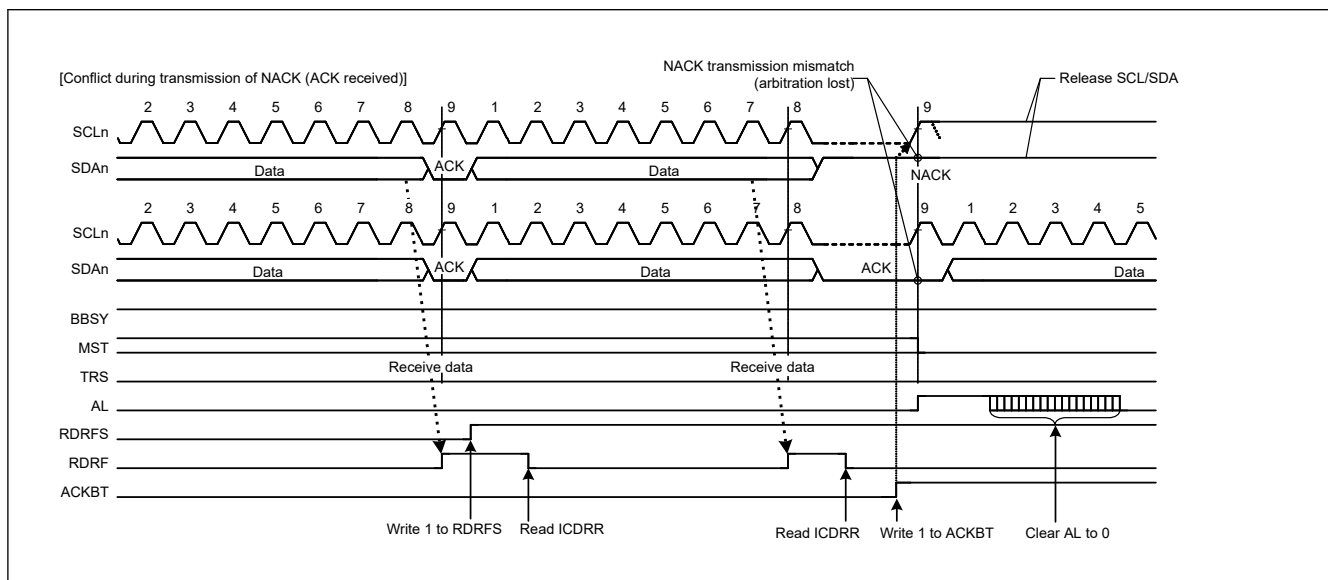 [Conflict during transmission of NACK (ACK received)]
NACK transmission mismatch
(arbitration lost)
Release SCL/SDA
2 3 4 5 6 7 8 9 1 2 3 4 5 6 7 8 9
SCLn
SDAn Data ACK Data NACK
2 3 4 5 6 7 8 9 1 2 3 4 5 6 7 8 9 1 2 3 4 5
SCLn
SDAn Data ACK Data ACK Data
BBSY
MST
Receive data Receive data
TRS
AL
RDRFS
RDRF
ACKBT
Write 1 to RDRFS Read ICDRR Read ICDRR Write 1 to ACKBT Clear AL to 0